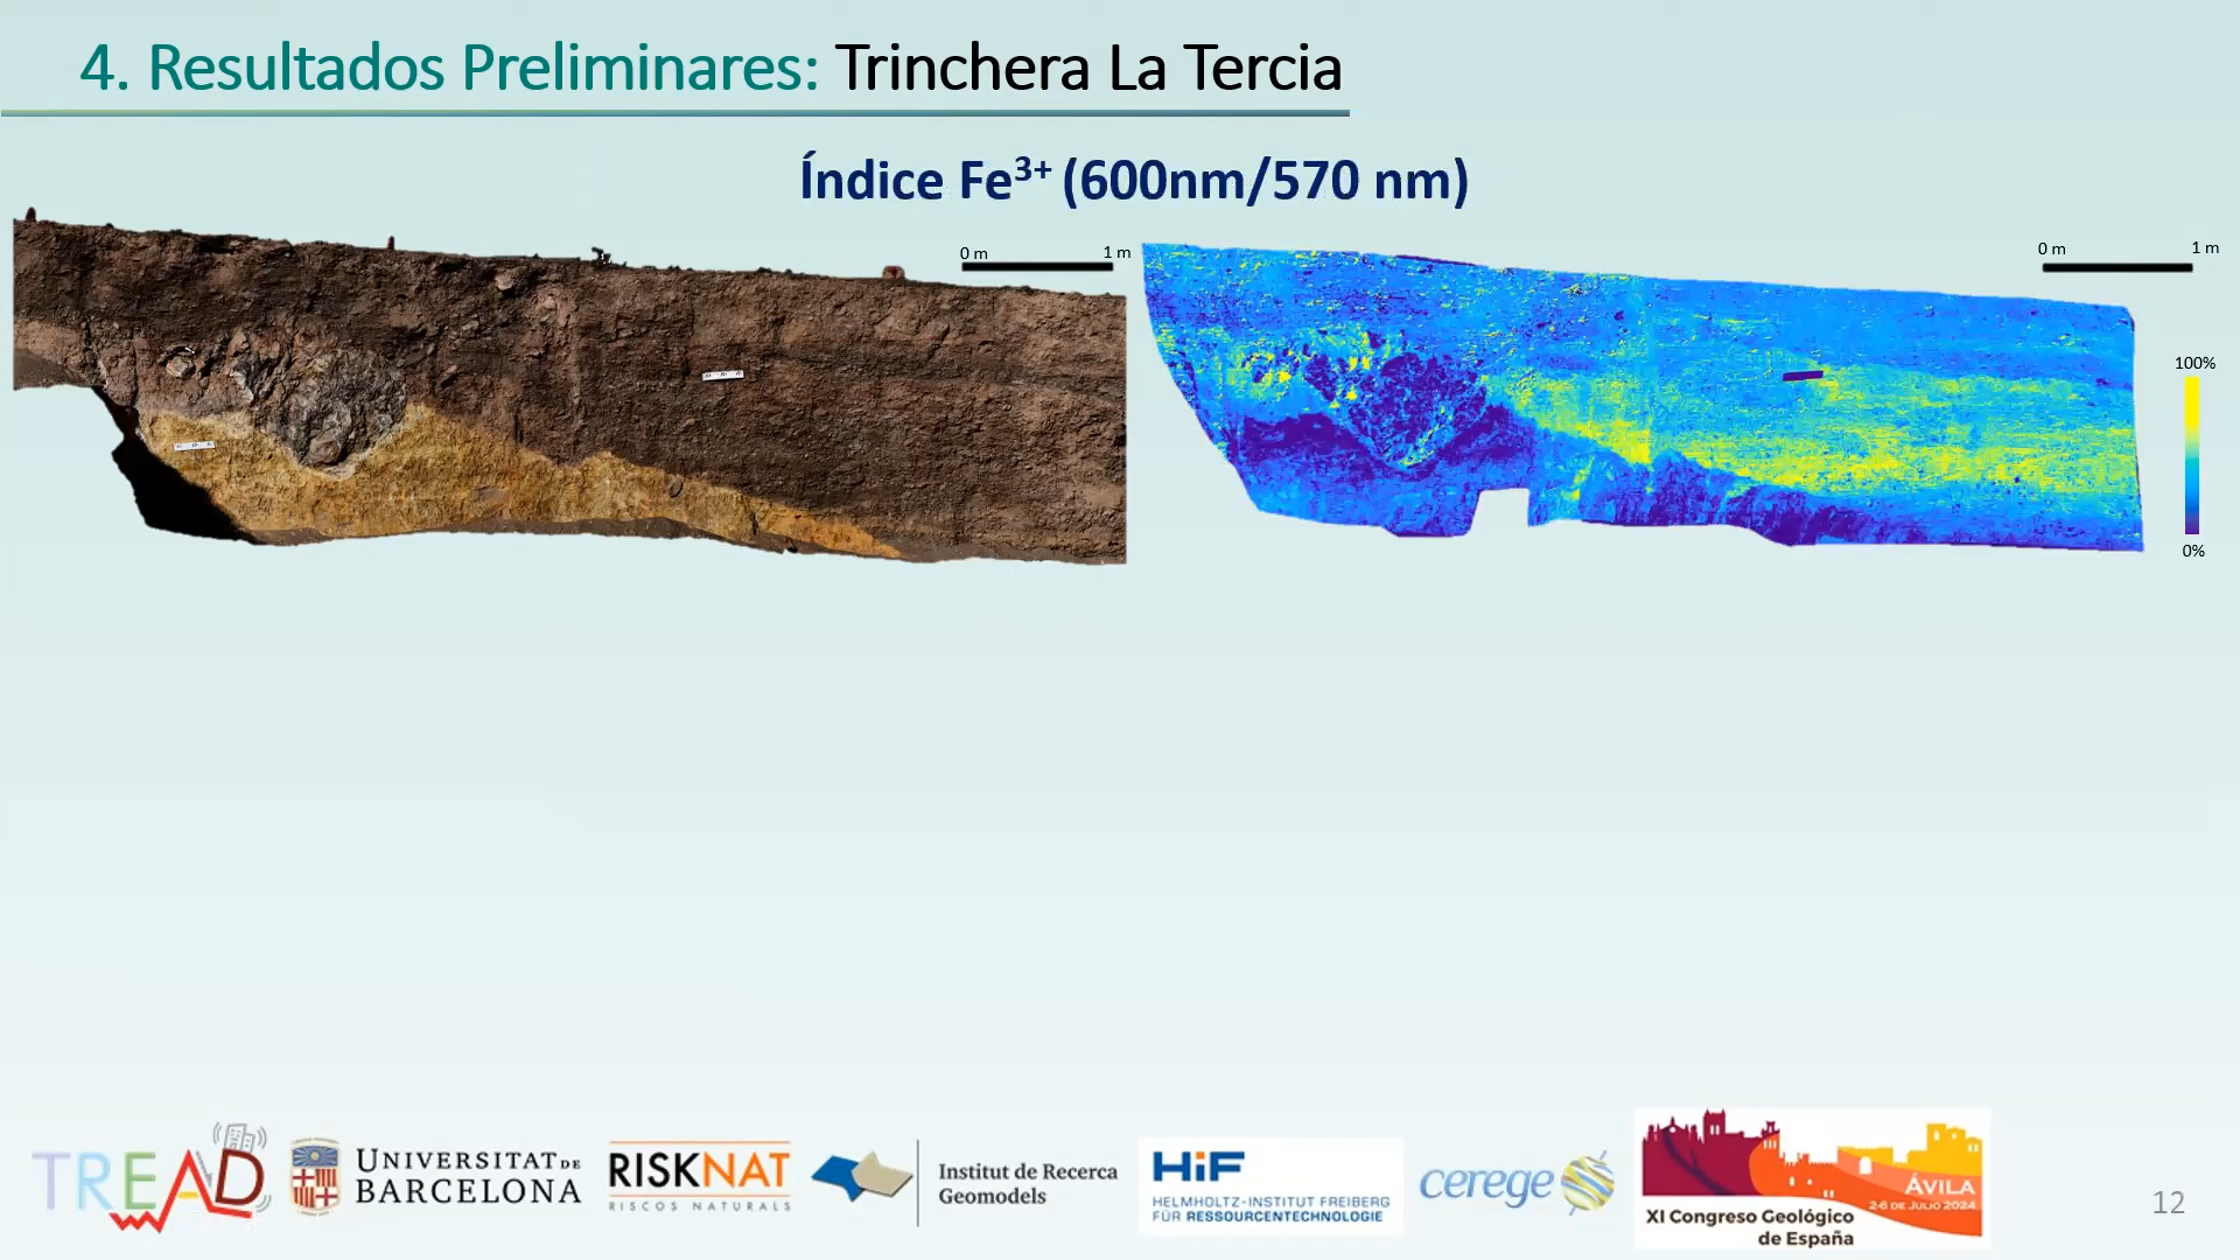 4. Resultados Preliminares: Trinchera La Tercia
Índice Fe³⁺ (600nm/570 nm)
0 m 1 m
0 m 1 m
100%
0%
TREAD
UNIVERSITAT DE
BARCELONA
RISKNAT
RISCOS NATURALS
Institut de Recerca
Geomodels
HiF
HELMHOLTZ-INSTITUT FREIBERG
FÜR RESSOURCENTECHNOLOGIE
cerege
ÁVILA
2-6 DE JULIO 2024
XI Congreso Geológico
de España
12